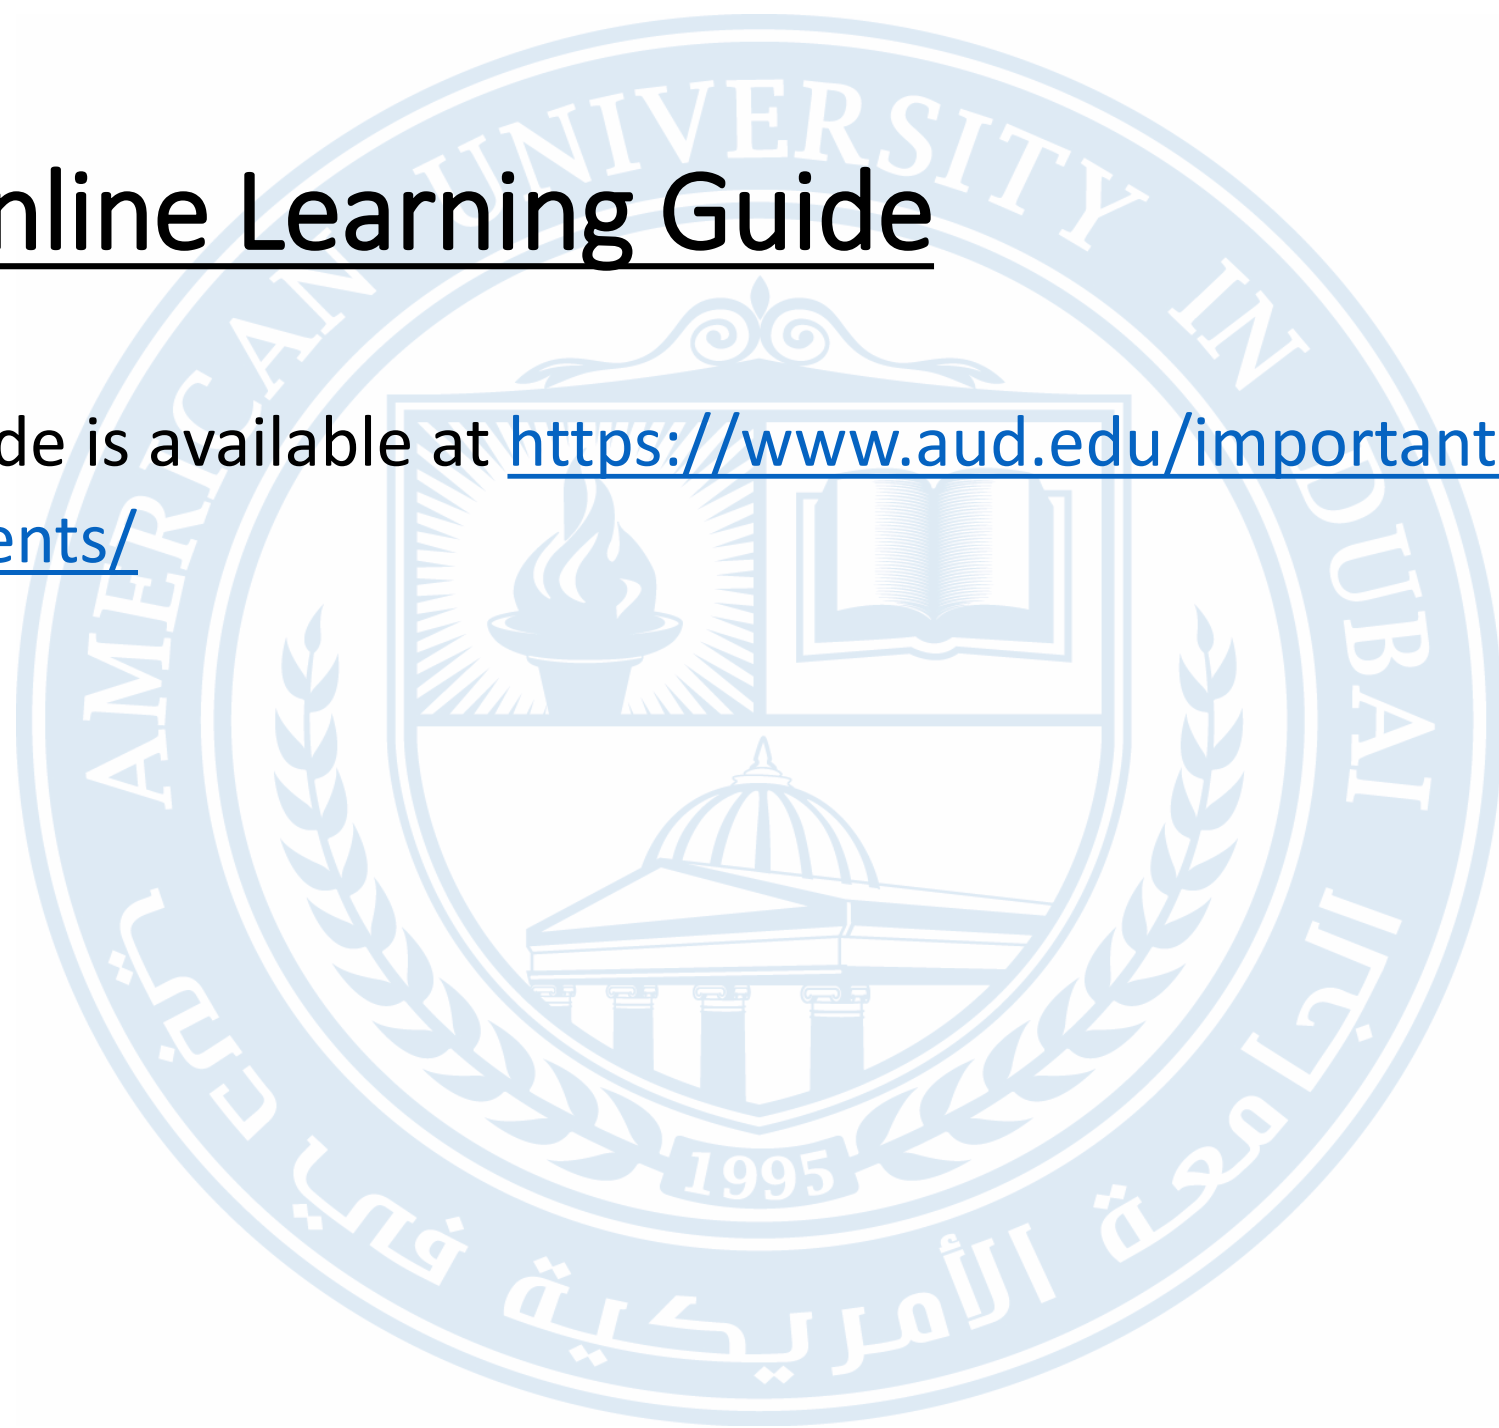 nline Learning Guide
de is available at https://www.aud.edu/important
ents/
AMERICAN UNIVERSITY IN DUBAI
1995
الجامعة الأمريكية في دبي